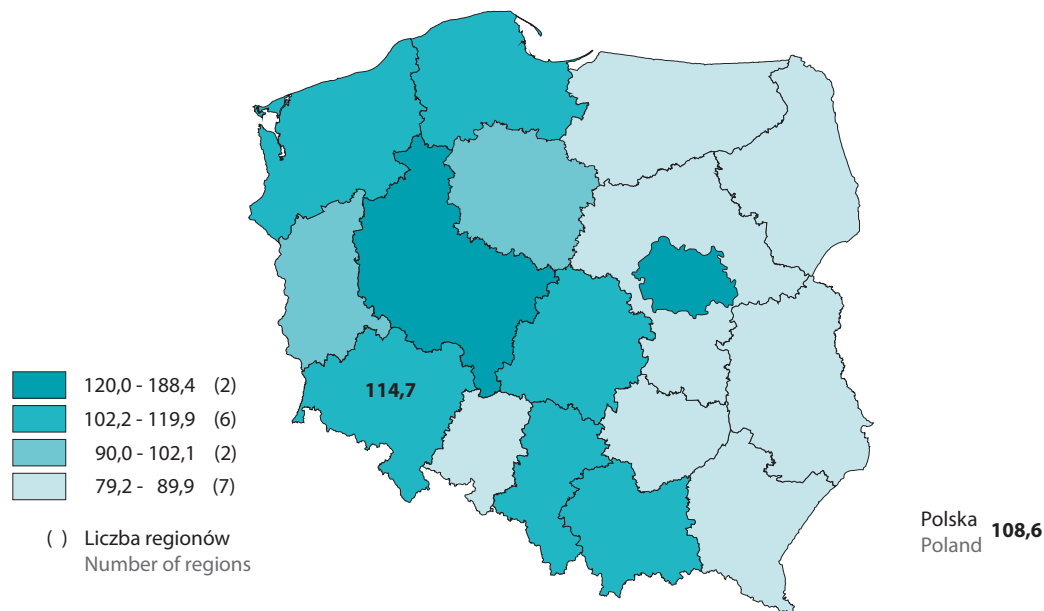 114,7
120,0 - 188,4 (2)
102,2 - 119,9 (6)
90,0 - 102,1 (2)
79,2 - 89,9 (7)
( ) Liczba regionów
Number of regions
Polska 108,6
Poland